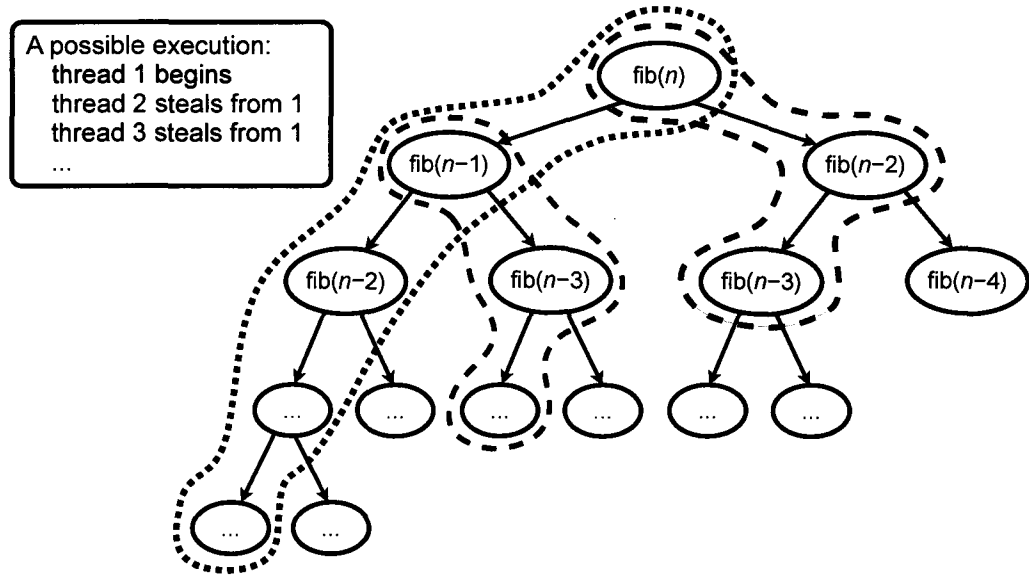 A possible execution:
thread 1 begins
thread 2 steals from 1
thread 3 steals from 1
...
fib(n)
fib(n−1)
fib(n−2)
fib(n−2)
fib(n−3)
fib(n−3)
fib(n−4)
...
...
...
...
...
...
...
...